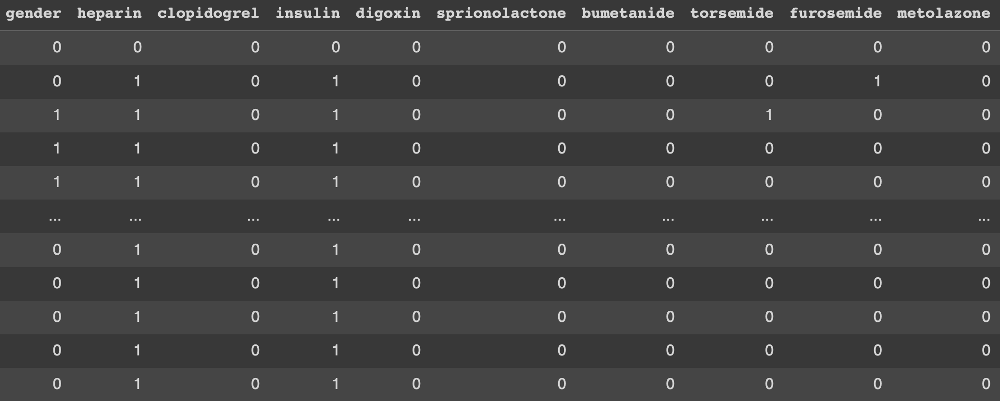 gender heparin clopidogrel insulin digoxin sprionolactone bumetanide torsemide furosemide metolazone
0 0 0 0 0 0 0 0 0 0
0 1 0 1 0 0 0 0 1 0
1 1 0 1 0 0 0 1 0 0
1 1 0 1 0 0 0 0 0 0
1 1 0 1 0 0 0 0 0 0
... ... ... ... ... ... ... ... ... ...
0 1 0 1 0 0 0 0 0 0
0 1 0 1 0 0 0 0 0 0
0 1 0 1 0 0 0 0 0 0
0 1 0 1 0 0 0 0 0 0
0 1 0 1 0 0 0 0 0 0